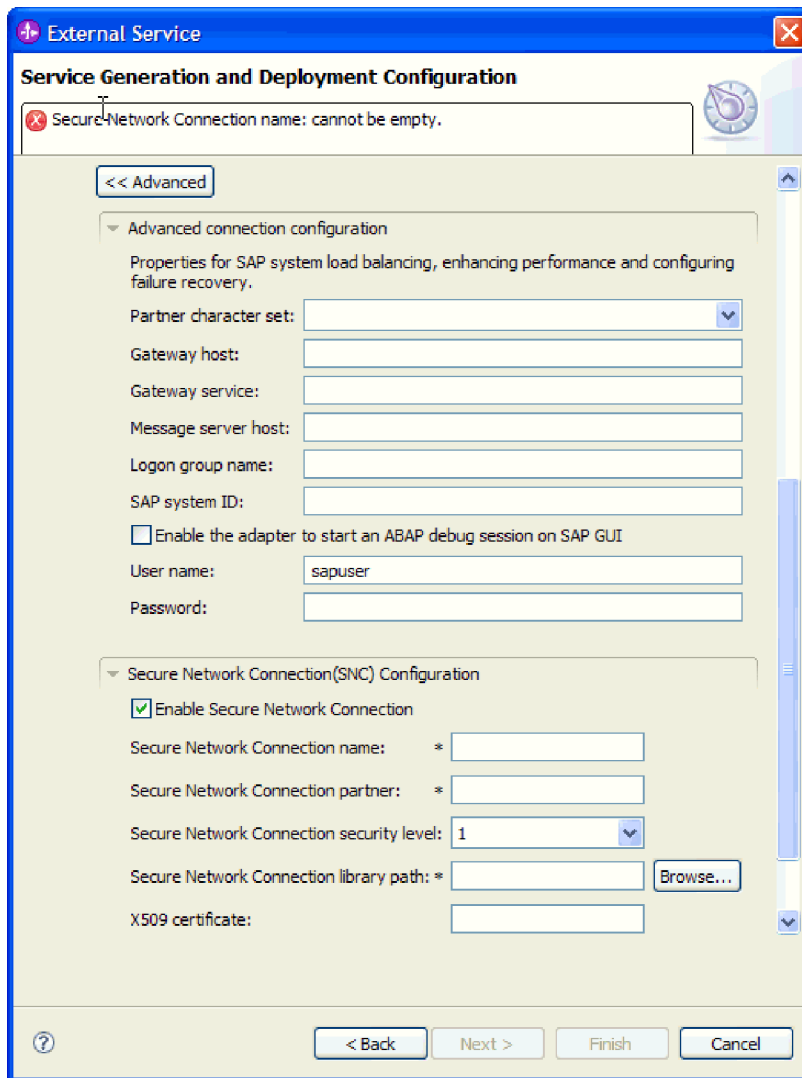 External Service
Service Generation and Deployment Configuration
Secure Network Connection name: cannot be empty.
<< Advanced
Advanced connection configuration
Properties for SAP system load balancing, enhancing performance and configuring
failure recovery.
Partner character set:
Gateway host:
Gateway service:
Message server host:
Logon group name:
SAP system ID:
Enable the adapter to start an ABAP debug session on SAP GUI
User name: sapuser
Password:
Secure Network Connection(SNC) Configuration
Enable Secure Network Connection
Secure Network Connection name: *
Secure Network Connection partner: *
Secure Network Connection security level: 1
Secure Network Connection library path: * Browse...
X509 certificate:
? < Back Next > Finish Cancel